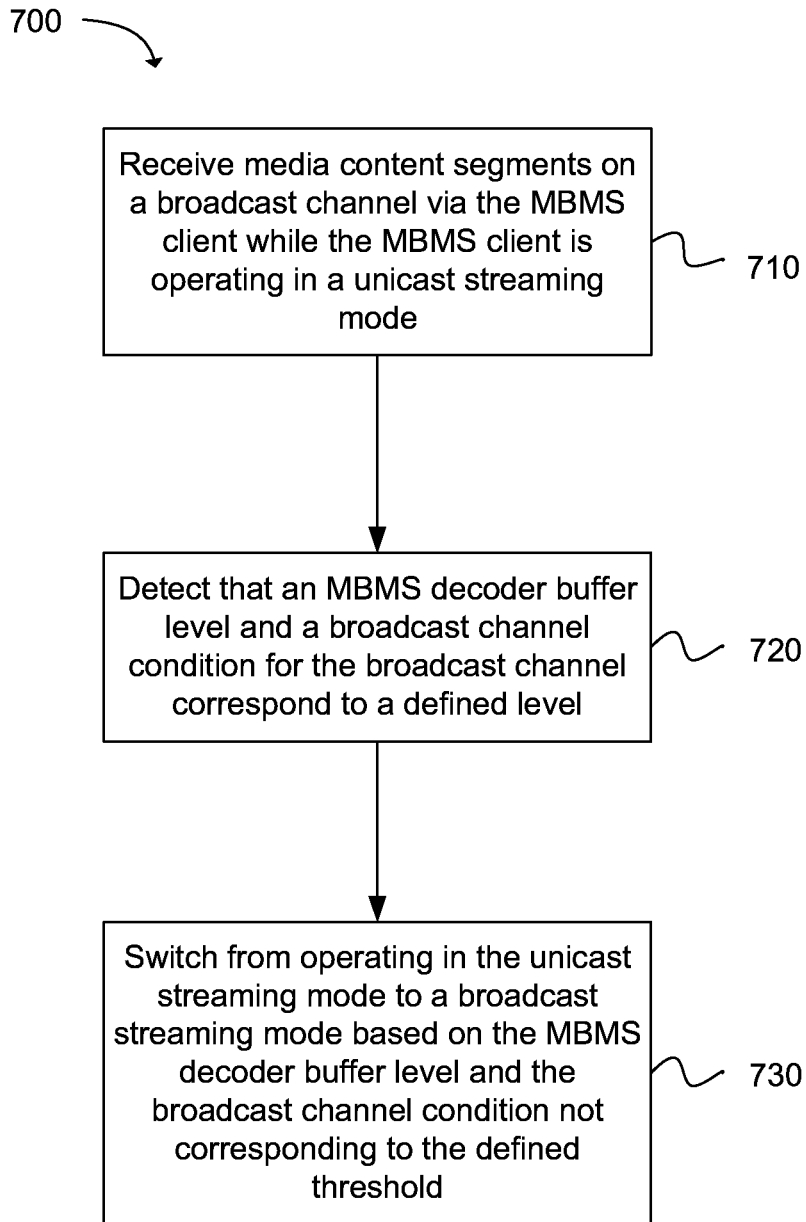 700
Receive media content segments on
a broadcast channel via the MBMS
client while the MBMS client is
operating in a unicast streaming
mode
710
Detect that an MBMS decoder buffer
level and a broadcast channel
condition for the broadcast channel
correspond to a defined level
720
Switch from operating in the unicast
streaming mode to a broadcast
streaming mode based on the MBMS
decoder buffer level and the
broadcast channel condition not
corresponding to the defined
threshold
730